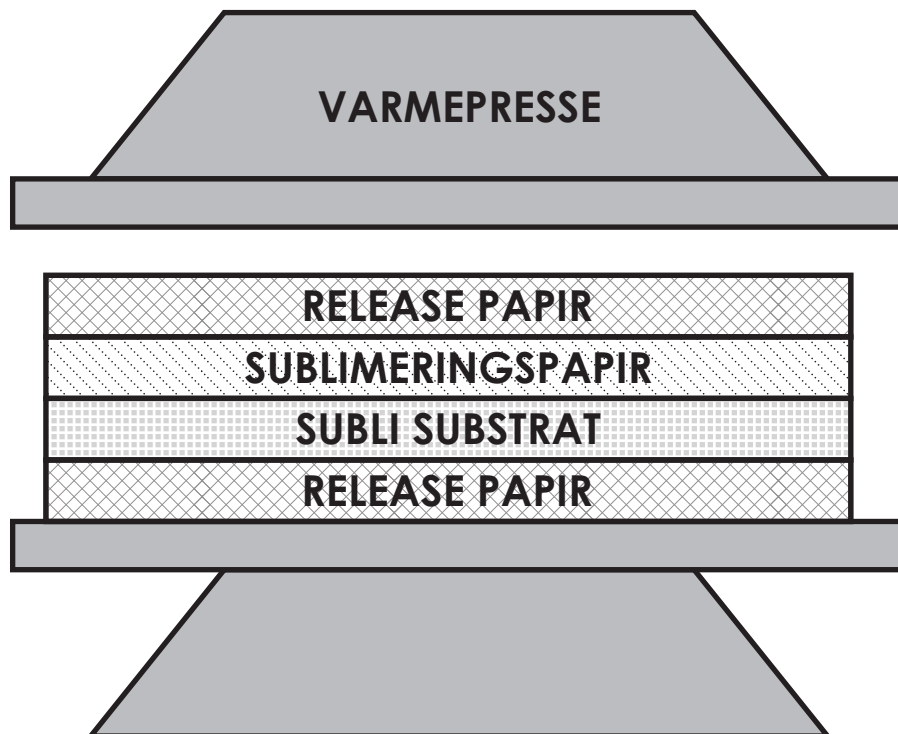 VARMEPRESSE
RELEASE PAPIR
SUBLIMERINGSPAPIR
SUBLI SUBSTRAT
RELEASE PAPIR